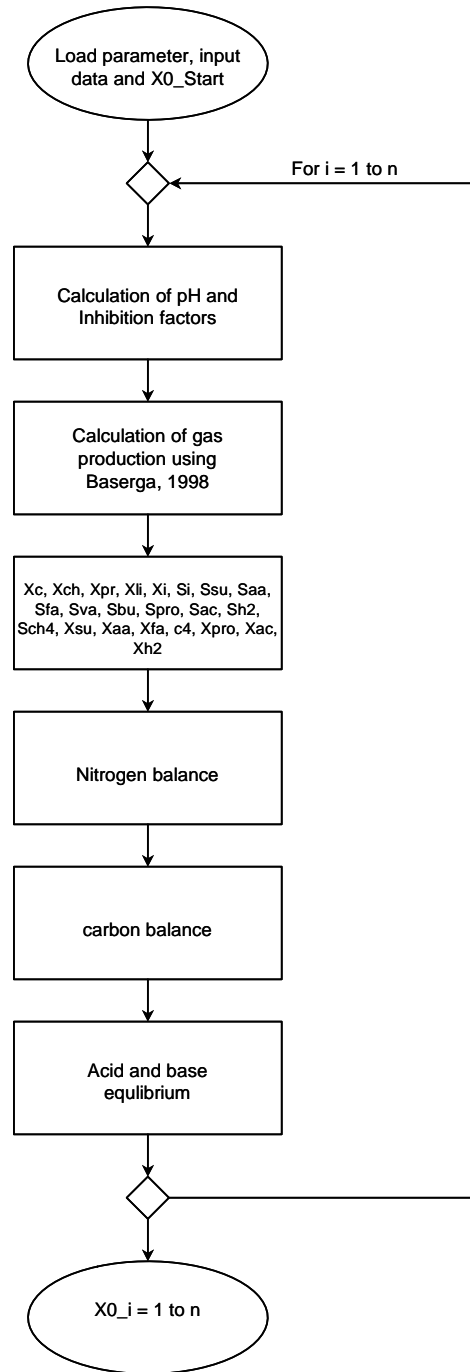 Load parameter, input
data and X0_Start
For i = 1 to n
Calculation of pH and
Inhibition factors
Calculation of gas
production using
Baserga, 1998
Xc, Xch, Xpr, Xli, Xi, Si, Ssu, Saa,
Sfa, Sva, Sbu, Spro, Sac, Sh2,
Sch4, Xsu, Xaa, Xfa, c4, Xpro, Xac,
Xh2
Nitrogen balance
carbon balance
Acid and base
equlibrium
X0_i = 1 to n